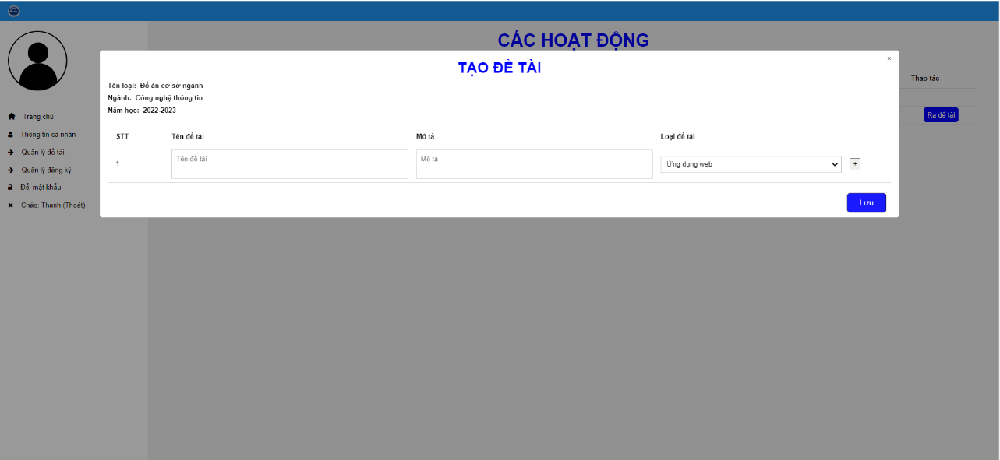 CÁC HOẠT ĐỘNG
TẠO ĐỀ TÀI
×
Tên loại: Đồ án cơ sở ngành
Ngành: Công nghệ thông tin
Năm học: 2022-2023
STT Tên đề tài Mô tả Loại đề tài
1 Tên đề tài Mô tả Ứng dung web +
Lưu
Thao tác
Ra đề tài
Trang chủ
Thông tin cá nhân
Quản lý đề tài
Quản lý đăng ký
Đổi mật khẩu
Chào: Thanh (Thoát)